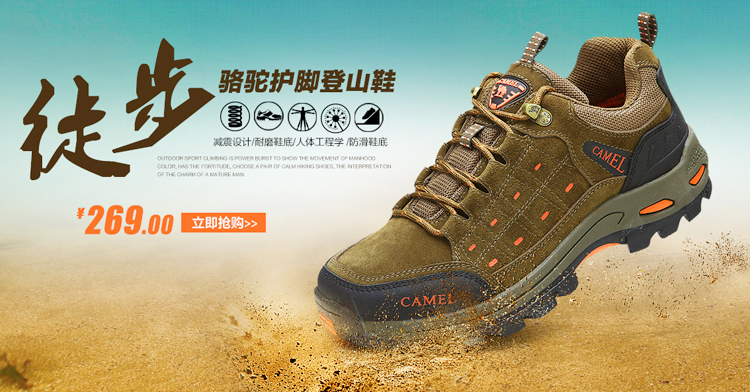 徒步
骆驼护脚登山鞋
减震设计/耐磨鞋底/人体工程学/防滑鞋底
OUTDOOR SPORT CLIMBING IS POWER BURST TO SHOW THE MOVEMENT OF MANHOOD
COLOR, HAS THE FORTITUDE, CHOOSE A PAIR OF CALM HIKING SHOES, THE INTERPRETATION
OF THE CHARM OF A MATURE MAN.
¥269.00
立即抢购>>
CAMEL
CAMEL
CAMEL